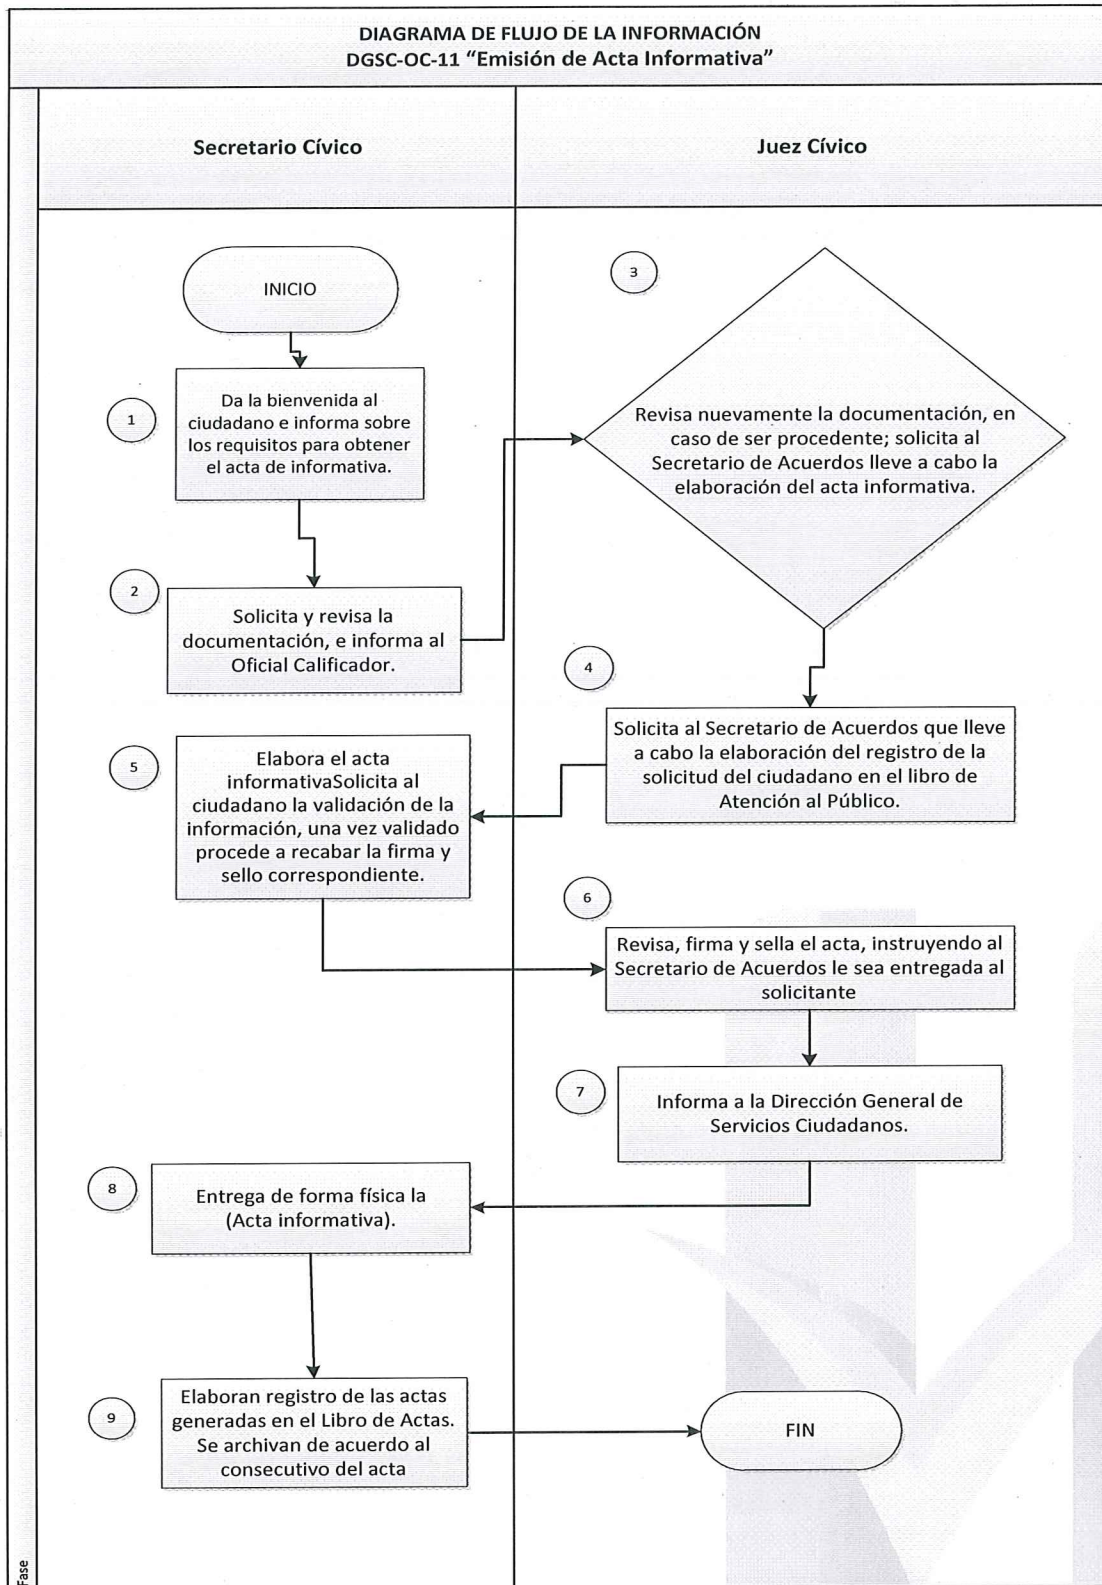 DIAGRAMA DE FLUJO DE LA INFORMACIÓN
DGSC-OC-11 “Emisión de Acta Informativa”
Secretario Cívico
Juez Cívico
INICIO
1
Da la bienvenida al
ciudadano e informa sobre
los requisitos para obtener
el acta de informativa.
2
Solicita y revisa la
documentación, e informa al
Oficial Calificador.
3
Revisa nuevamente la documentación, en
caso de ser procedente; solicita al
Secretario de Acuerdos lleve a cabo la
elaboración del acta informativa.
4
Solicita al Secretario de Acuerdos que lleve
a cabo la elaboración del registro de la
solicitud del ciudadano en el libro de
Atención al Público.
5
Elabora el acta
informativaSolicita al
ciudadano la validación de la
información, una vez validado
procede a recabar la firma y
sello correspondiente.
6
Revisa, firma y sella el acta, instruyendo al
Secretario de Acuerdos le sea entregada al
solicitante
7
Informa a la Dirección General de
Servicios Ciudadanos.
8
Entrega de forma física la
(Acta informativa).
9
Elaboran registro de las actas
generadas en el Libro de Actas.
Se archivan de acuerdo al
consecutivo del acta
FIN
Fase